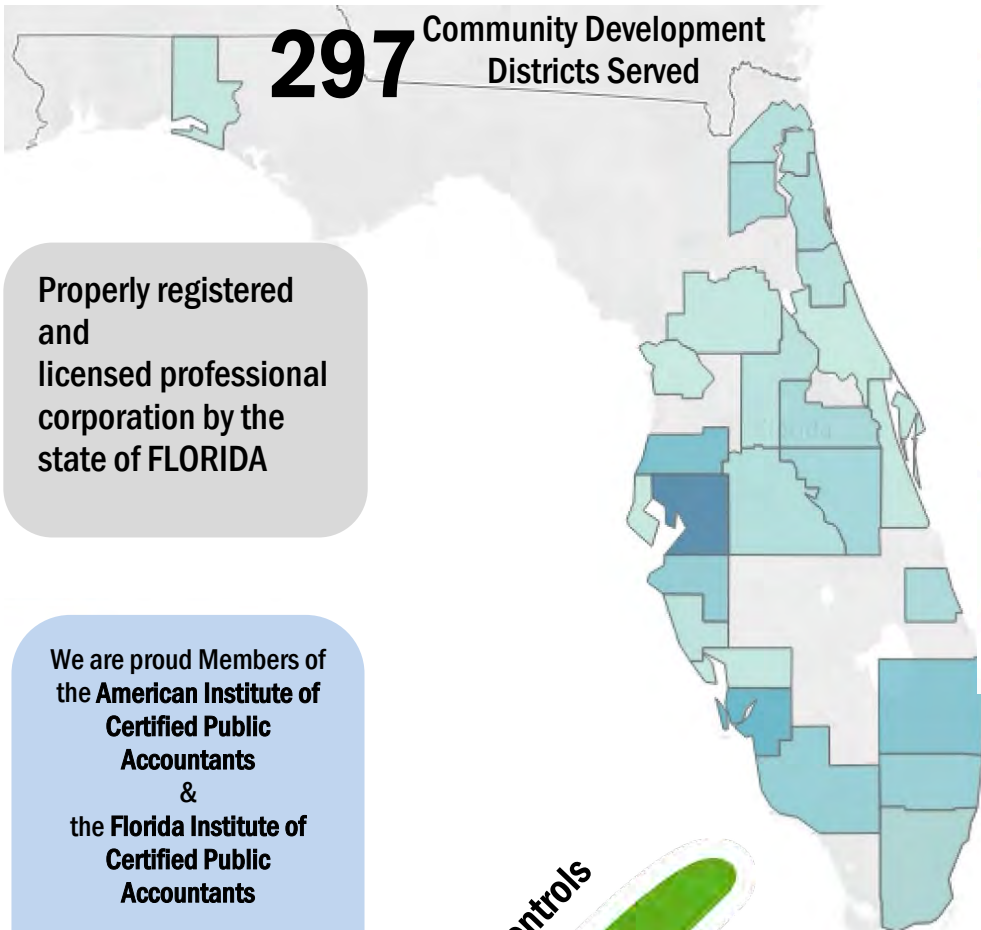 297
Community Development
Districts Served
Properly registered
and
licensed professional
corporation by the
state of FLORIDA
Florida
We are proud Members of
the American Institute of
Certified Public
Accountants
&
the Florida Institute of
Certified Public
Accountants